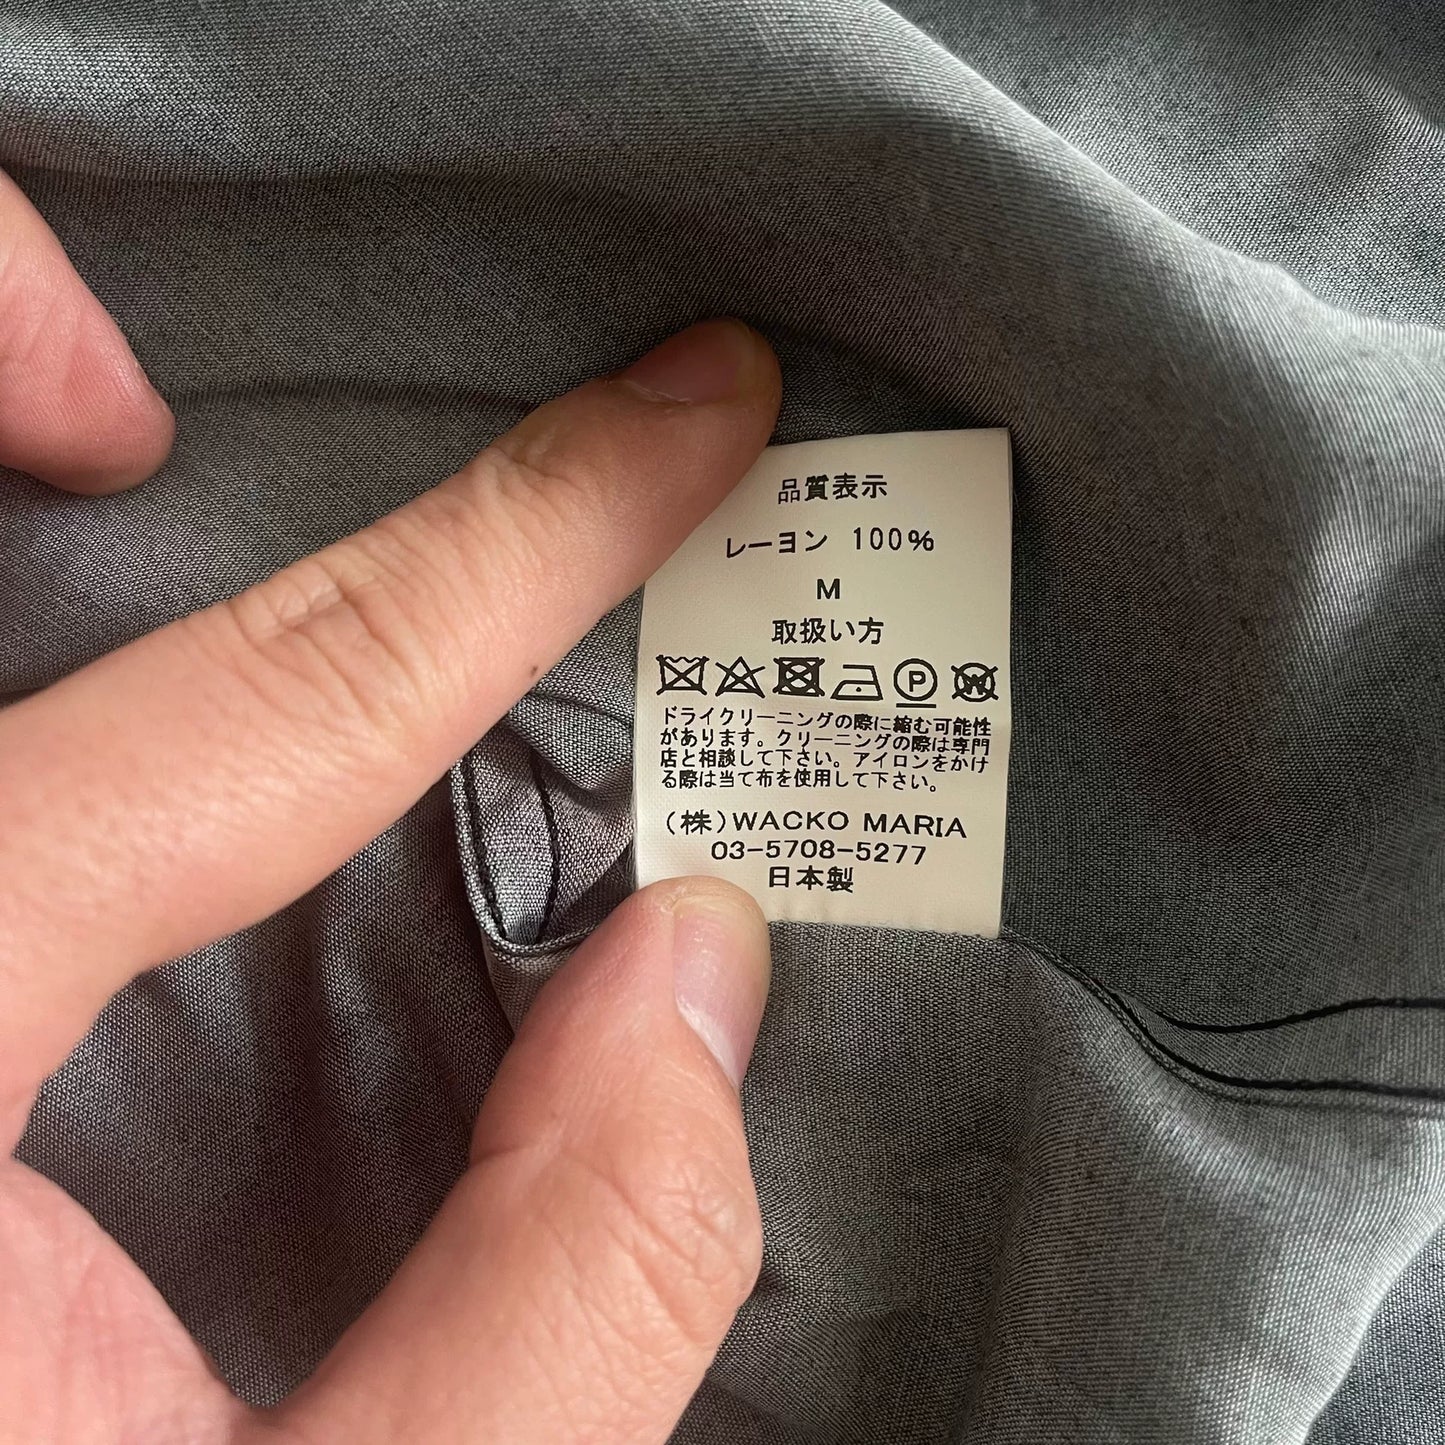 品質表示
レーヨン 100%
M
取扱い方
P W
ドライクリーニングの際に縮む可能性
があります。クリーニングの際は専門
店と相談して下さい。アイロンをかけ
る際は当て布を使用して下さい。
(株)WACKO MARIA
03-5708-5277
日本製